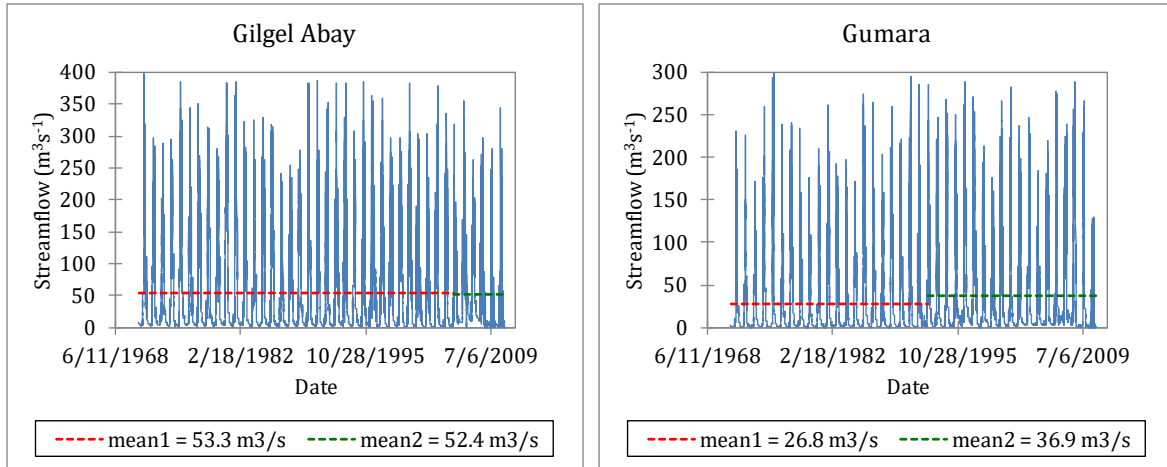 Gilgel Abay
Streamflow (m³s⁻¹)
400
350
300
250
200
150
100
50
0
6/11/1968 2/18/1982 10/28/1995 7/6/2009
Date
mean1 = 53.3 m3/s mean2 = 52.4 m3/s
Gumara
Streamflow (m³s⁻¹)
300
250
200
150
100
50
0
6/11/1968 2/18/1982 10/28/1995 7/6/2009
Date
mean1 = 26.8 m3/s mean2 = 36.9 m3/s